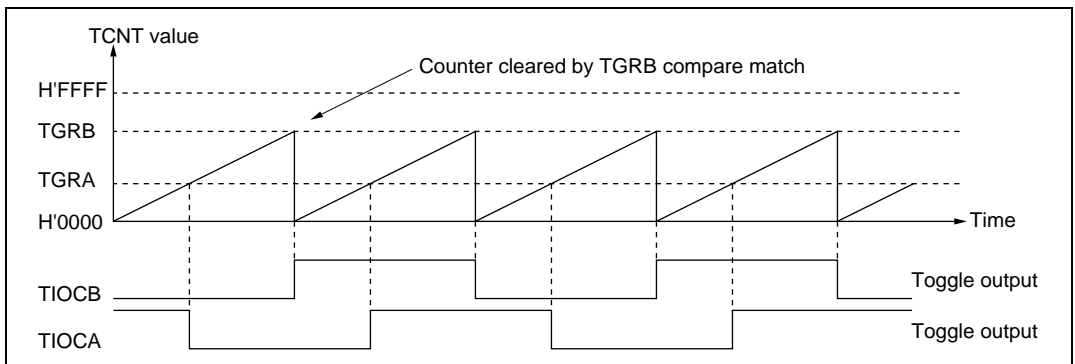 TCNT value
Counter cleared by TGRB compare match
H'FFFF
TGRB
TGRA
H'0000
Time
TIOCB
Toggle output
TIOCA
Toggle output